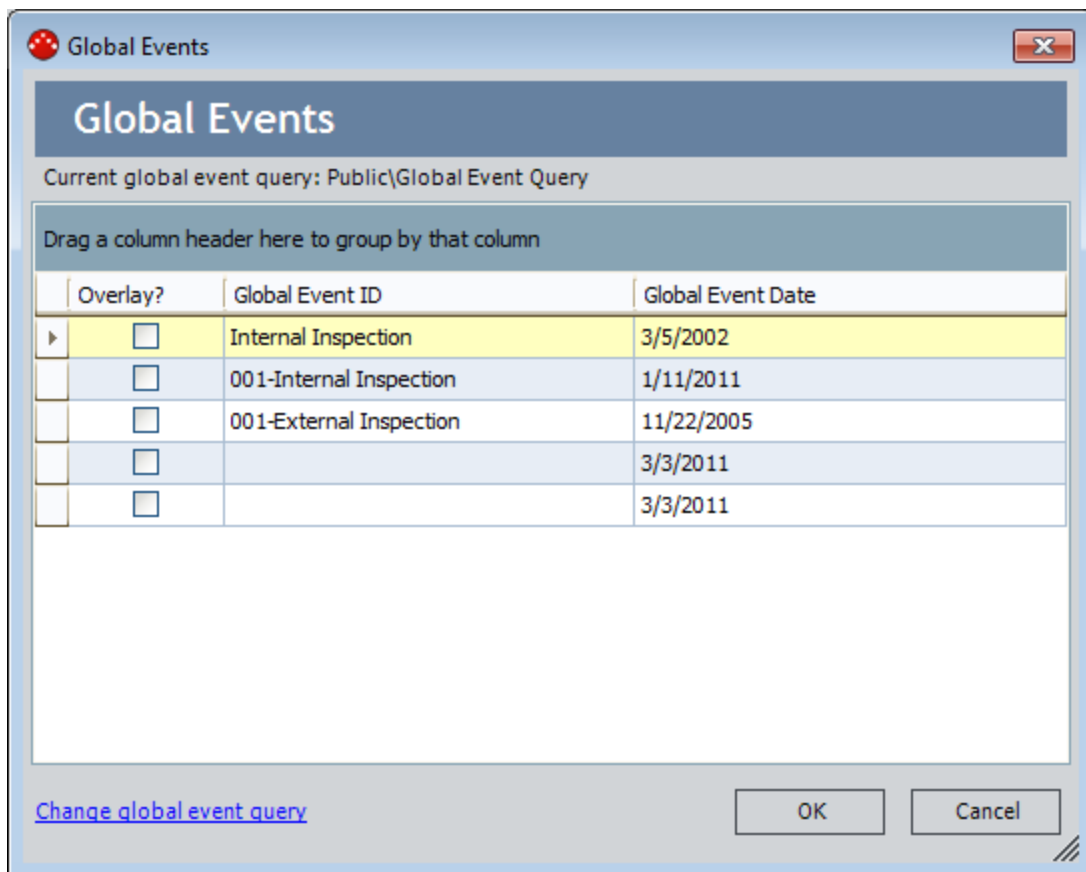 Global Events
Global Events
Current global event query: Public\Global Event Query
Drag a column header here to group by that column
Overlay? Global Event ID Global Event Date
Internal Inspection 3/5/2002
001-Internal Inspection 1/11/2011
001-External Inspection 11/22/2005
3/3/2011
3/3/2011
Change global event query OK Cancel